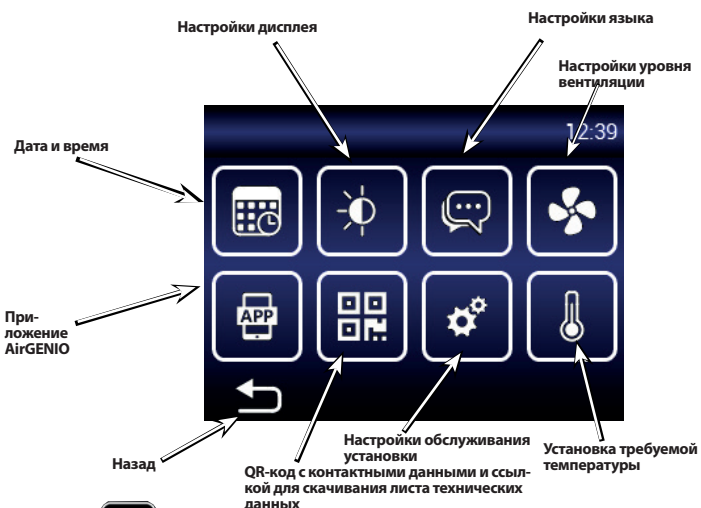 Настройки дисплея
Настройки языка
Настройки уровня
вентиляции
12:39
Дата и время
APP
При-
ложение
AirGENIO
Назад
Настройки обслуживания
установки
Установка требуемой
температуры
QR-код с контактными данными и ссыл-
кой для скачивания листа технических
данных